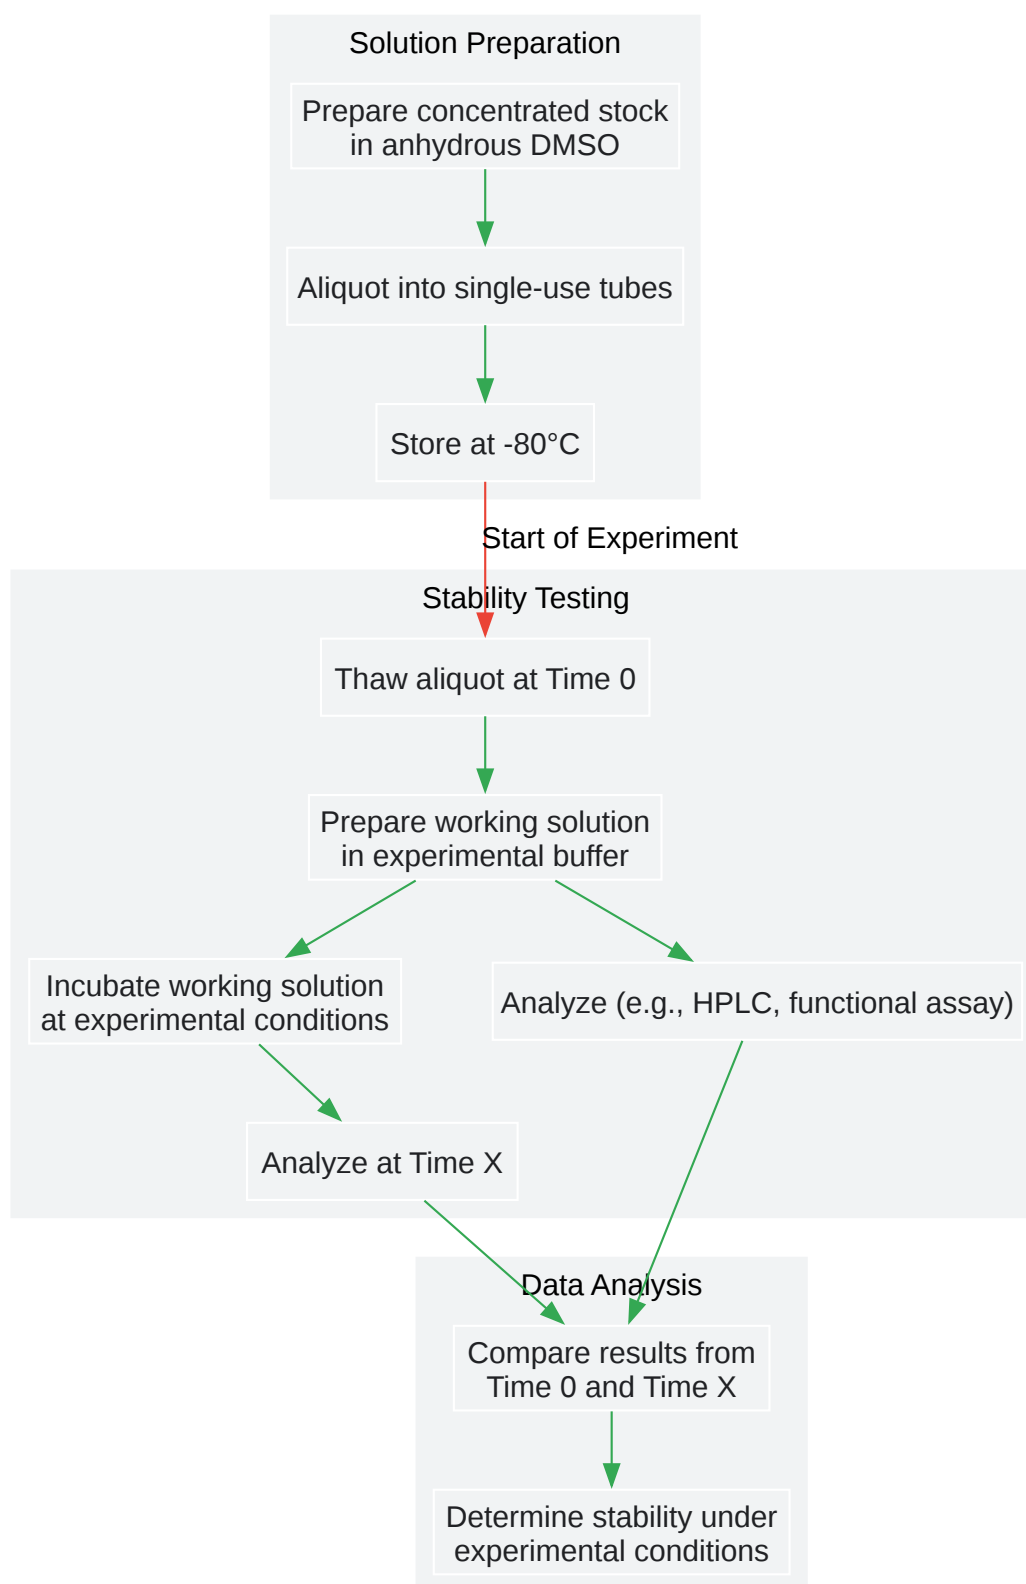 Solution Preparation
Prepare concentrated stock
in anhydrous DMSO
Aliquot into single-use tubes
Store at -80°C
Start of Experiment
Stability Testing
Thaw aliquot at Time 0
Prepare working solution
in experimental buffer
Incubate working solution
at experimental conditions
Analyze (e.g., HPLC, functional assay)
Analyze at Time X
Data Analysis
Compare results from
Time 0 and Time X
Determine stability under
experimental conditions